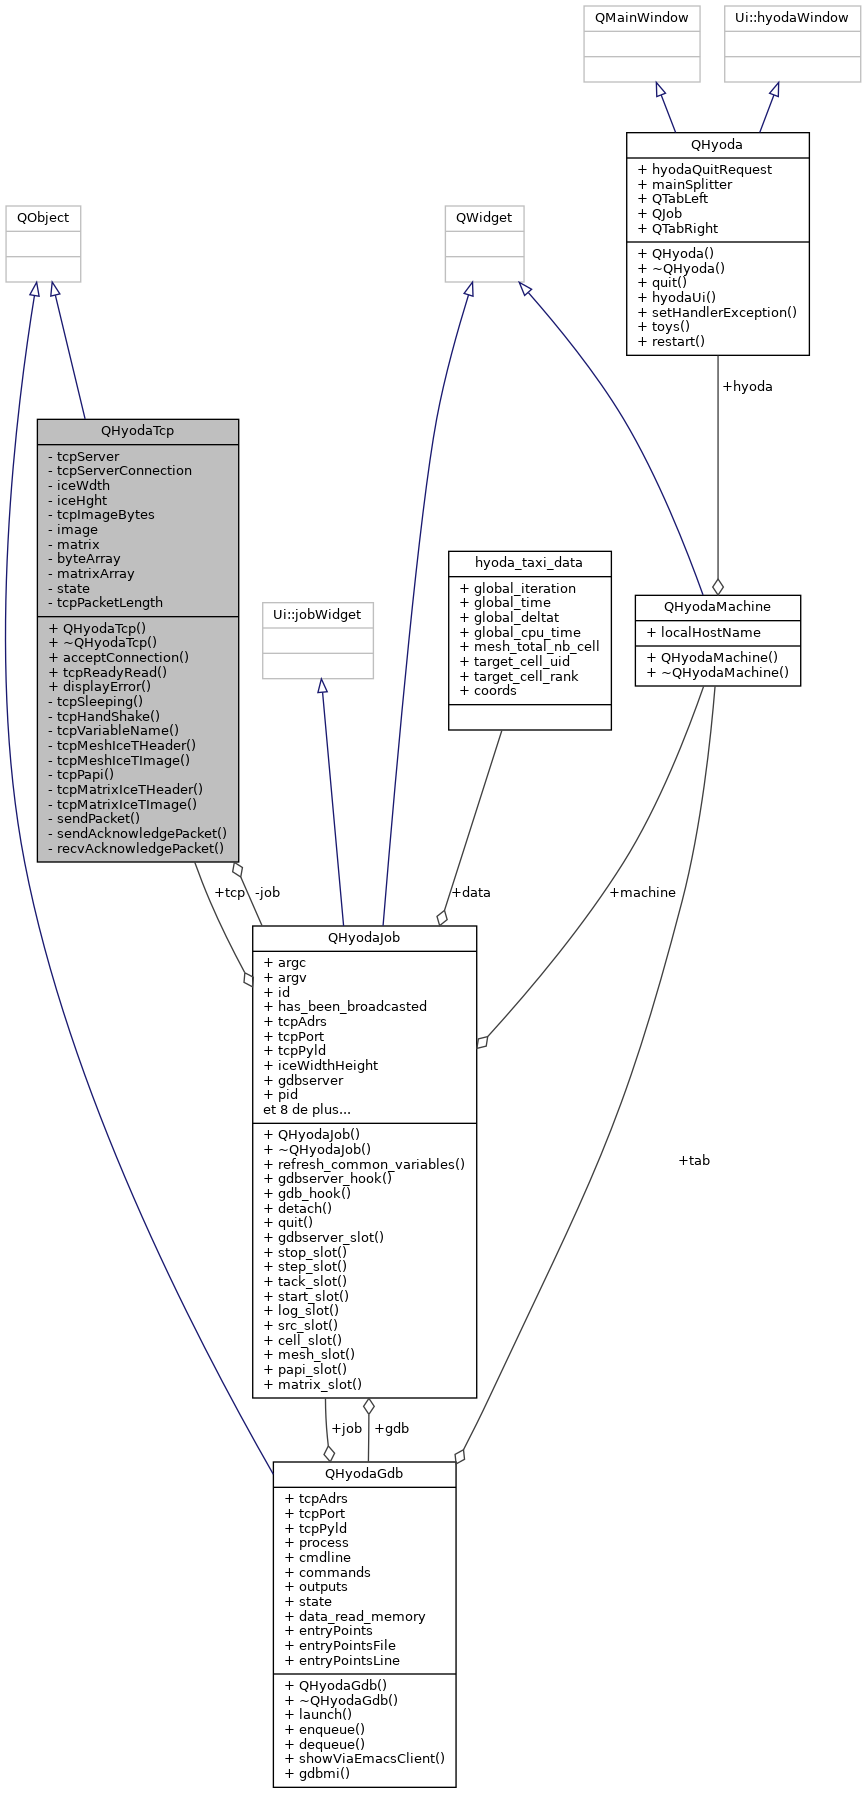 QMainWindow
Ui::hyodaWindow
QHyoda
+ hyodaQuitRequest
+ mainSplitter
+ QTabLeft
+ QJob
+ QTabRight
+ QHyoda()
+ ~QHyoda()
+ quit()
+ hyodaUi()
+ setHandlerException()
+ toys()
+ restart()
QObject
QWidget
+hyoda
QHyodaTcp
- tcpServer
- tcpServerConnection
- iceWdth
- iceHght
- tcpImageBytes
- image
- matrix
- byteArray
- matrixArray
- state
- tcpPacketLength
+ QHyodaTcp()
+ ~QHyodaTcp()
+ acceptConnection()
+ tcpReadyRead()
+ displayError()
- tcpSleeping()
- tcpHandShake()
- tcpVariableName()
- tcpMeshIceTHeader()
- tcpMeshIceTImage()
- tcpPapi()
- tcpMatrixIceTHeader()
- tcpMatrixIceTImage()
- sendPacket()
- sendAcknowledgePacket()
- recvAcknowledgePacket()
Ui::jobWidget
hyoda_taxi_data
+ global_iteration
+ global_time
+ global_deltat
+ global_cpu_time
+ mesh_total_nb_cell
+ target_cell_uid
+ target_cell_rank
+ coords
QHyodaMachine
+ localHostName
+ QHyodaMachine()
+ ~QHyodaMachine()
+tcp
-job
+data
+machine
QHyodaJob
+ argc
+ argv
+ id
+ has_been_broadcasted
+ tcpAdrs
+ tcpPort
+ tcpPyld
+ iceWidthHeight
+ gdbserver
+ pid
et 8 de plus...
+ QHyodaJob()
+ ~QHyodaJob()
+ refresh_common_variables()
+ gdbserver_hook()
+ gdb_hook()
+ detach()
+ quit()
+ gdbserver_slot()
+ stop_slot()
+ step_slot()
+ tack_slot()
+ start_slot()
+ log_slot()
+ src_slot()
+ cell_slot()
+ mesh_slot()
+ papi_slot()
+ matrix_slot()
+tab
+job
+gdb
QHyodaGdb
+ tcpAdrs
+ tcpPort
+ tcpPyld
+ process
+ cmdline
+ commands
+ outputs
+ state
+ data_read_memory
+ entryPoints
+ entryPointsFile
+ entryPointsLine
+ QHyodaGdb()
+ ~QHyodaGdb()
+ launch()
+ enqueue()
+ dequeue()
+ showViaEmacsClient()
+ gdbmi()